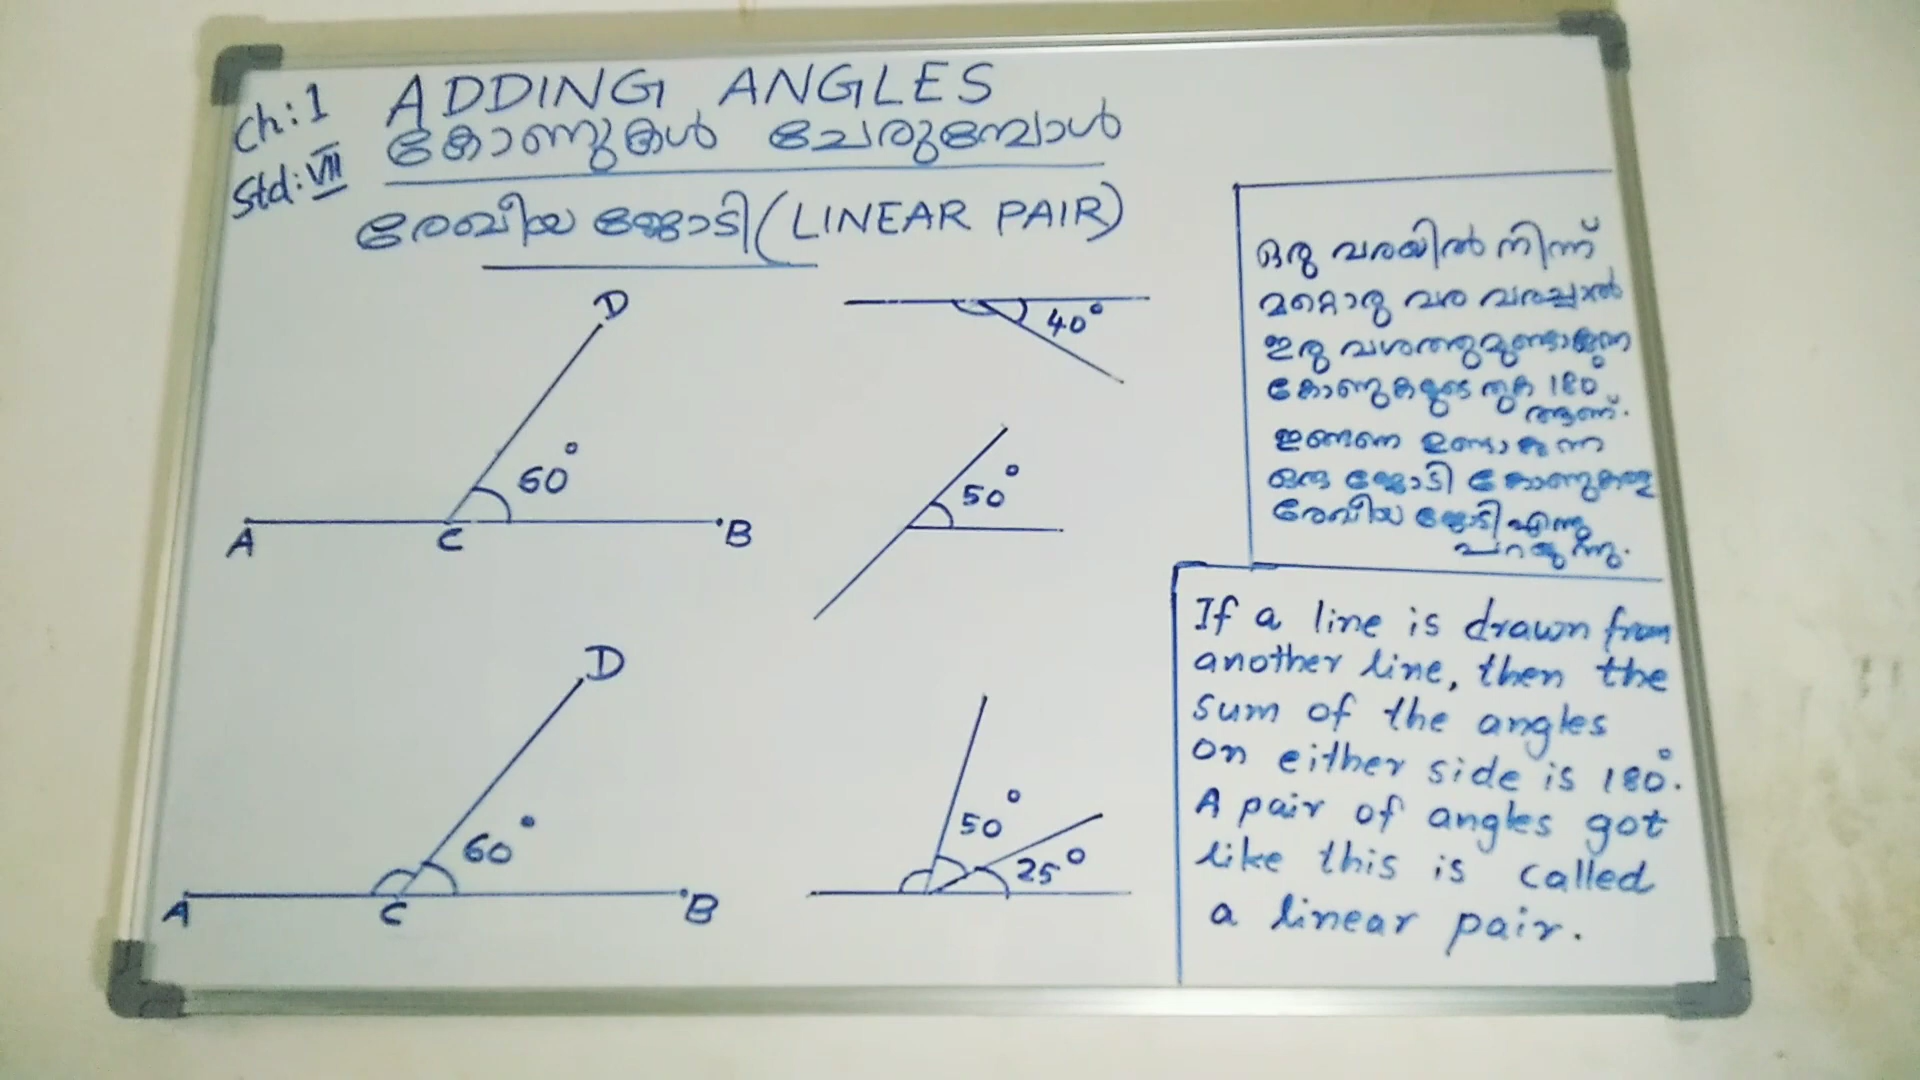 Ch: 1
Std: VII
ADDING ANGLES
കോണുകൾ ചേരുമ്പോൾ
രേഖീയ ജോടി (LINEAR PAIR)
D
60°
A C B
40°
50°
D
60°
A C B
50°
25°
ഒരു വരയിൽ നിന്ന്
മറ്റൊരു വര വരച്ചാൽ
ഇരു വശത്തുമുണ്ടാകുന്ന
കോണുകളുടെ തുക 180°
ആണ്.
ഇങ്ങനെ ഉണ്ടാകുന്ന
ഒരു ജോടി കോണുകളെ
രേഖീയ ജോടി എന്നു
പറയുന്നു.
If a line is drawn from
another line, then the
sum of the angles
on either side is 180°.
A pair of angles got
like this is called
a linear pair.